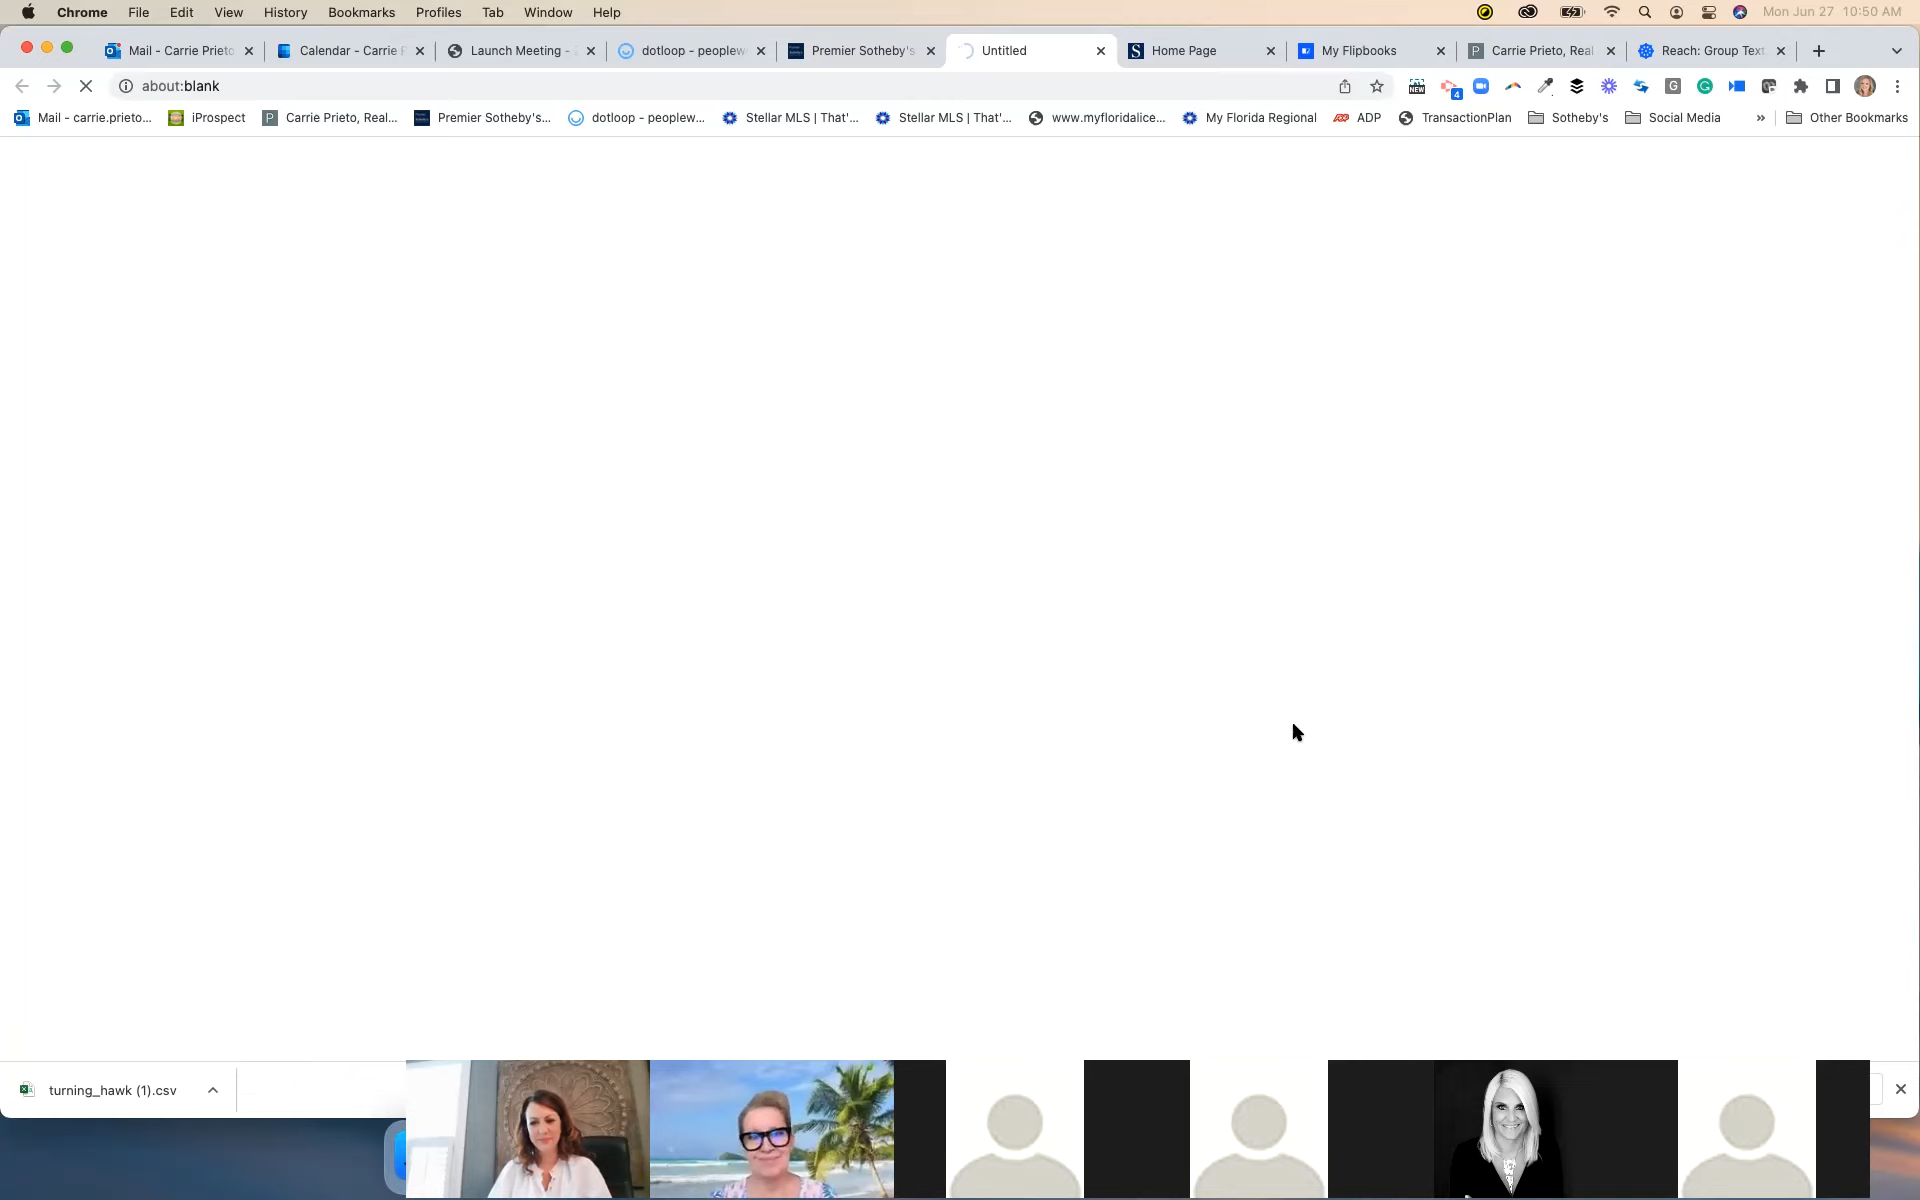 Chrome File Edit View History Bookmarks Profiles Tab Window Help Mon Jun 27 10:50 AM
Mail - Carrie Prieto Calendar - Carrie P Launch Meeting - dotloop - peoplew Premier Sotheby's Untitled Home Page My Flipbooks Carrie Prieto, Real Reach: Group Text
about:blank NEW 4 G
Mail - carrie.prieto... iProspect Carrie Prieto, Real... Premier Sotheby's... dotloop - peoplew... Stellar MLS | That'... Stellar MLS | That'... www.myfloridalice... My Florida Regional ADP TransactionPlan Sotheby's Social Media » Other Bookmarks
turning_hawk (1).csv